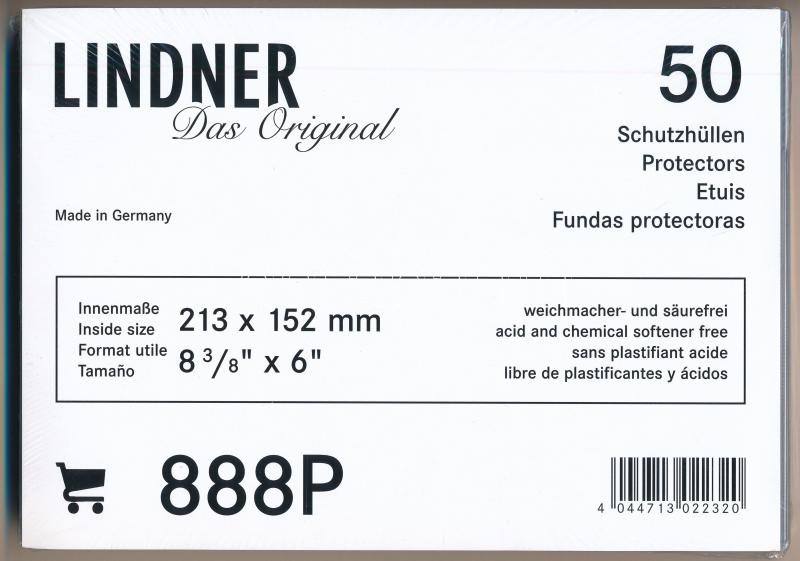 LINDNER
Das Original
50
Schutzhüllen
Protectors
Etuis
Fundas protectoras
Made in Germany
Innenmaße
Inside size
Format utile
Tamaño
213 x 152 mm
8 3/8" x 6"
weichmacher- und säurefrei
acid and chemical softener free
sans plastifiant acide
libre de plastificantes y ácidos
888P
4 044713 022320